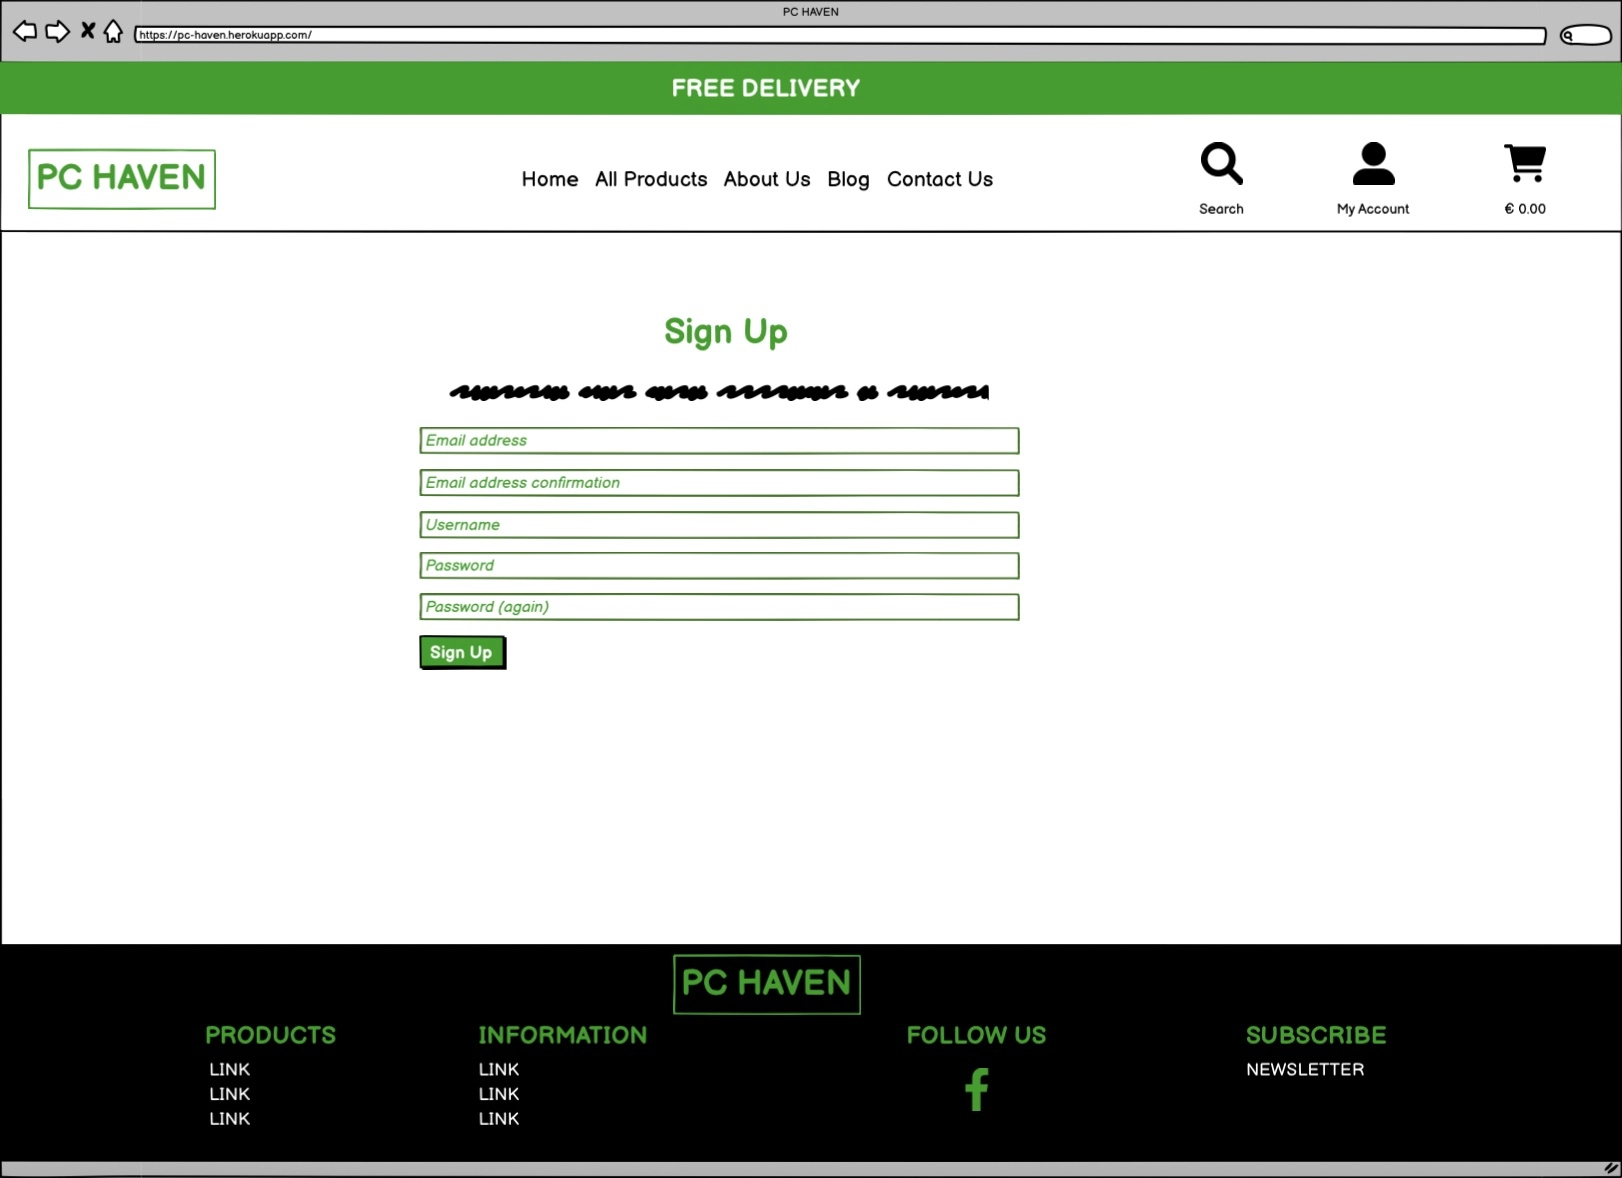 PC HAVEN
https://pc-haven.herokuapp.com/
FREE DELIVERY
PC HAVEN
Home All Products About Us Blog Contact Us
Search My Account € 0.00
Sign Up
Email address
Email address confirmation
Username
Password
Password (again)
Sign Up
PC HAVEN
PRODUCTS INFORMATION FOLLOW US SUBSCRIBE
LINK LINK NEWSLETTER
LINK LINK
LINK LINK